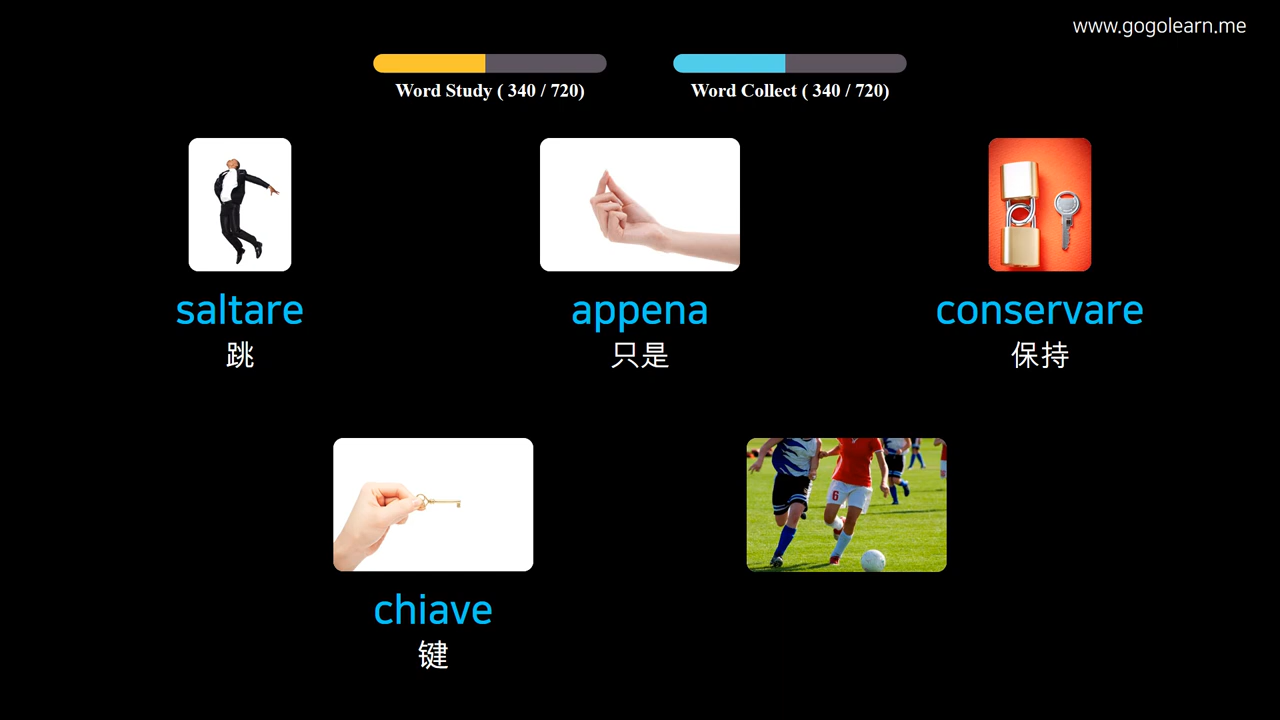 www.gogolearn.me
Word Study ( 340 / 720)
Word Collect ( 340 / 720)
saltare
跳
appena
只是
conservare
保持
chiave
键
6